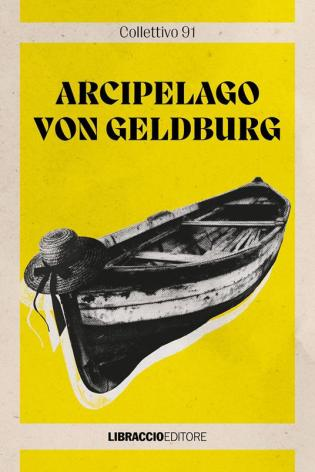 Collettivo 91
ARCIPELAGO
VON GELDBURG
LIBRACCIOEDITORE